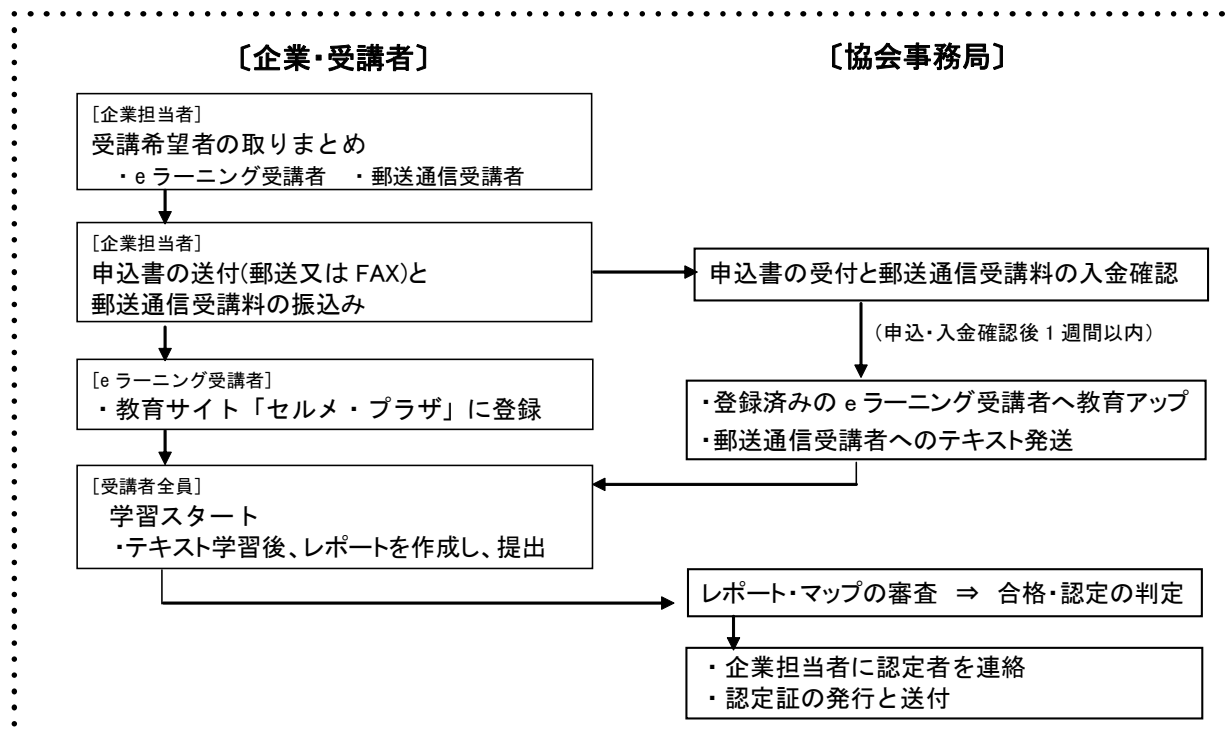 〔企業・受講者〕
〔協会事務局〕
[企業担当者]
受講希望者の取りまとめ
・eラーニング受講者 ・郵送通信受講者
[企業担当者]
申込書の送付(郵送又はFAX)と
郵送通信受講料の振込み
申込書の受付と郵送通信受講料の入金確認
(申込・入金確認後1週間以内)
[eラーニング受講者]
・教育サイト「セルメ・プラザ」に登録
・登録済みのeラーニング受講者へ教育アップ
・郵送通信受講者へのテキスト発送
[受講者全員]
学習スタート
・テキスト学習後、レポートを作成し、提出
レポート・マップの審査 ⇒ 合格・認定の判定
・企業担当者に認定者を連絡
・認定証の発行と送付